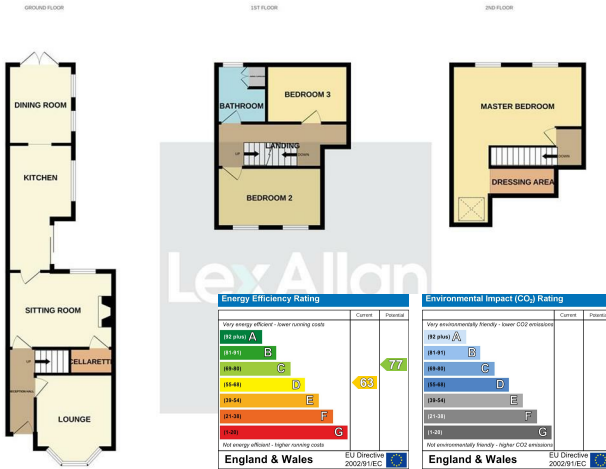 GROUND FLOOR
1ST FLOOR
2ND FLOOR
DINING ROOM
KITCHEN
SITTING ROOM
UP
CELLARETTE
RECEPTION HALL
LOUNGE
BATHROOM
BEDROOM 3
LANDING
UP
DOWN
BEDROOM 2
MASTER BEDROOM
DOWN
DRESSING AREA
LexAllan
Energy Efficiency Rating
Current
Potential
Very energy efficient - lower running costs
(92 plus) A
(81-91) B
(69-80) C
(55-68) D
(39-54) E
(21-38) F
(1-20) G
63
77
Not energy efficient - higher running costs
England & Wales
EU Directive
2002/91/EC
Environmental Impact (CO₂) Rating
Current
Potential
Very environmentally friendly - lower CO2 emissions
(92 plus) A
(81-91) B
(69-80) C
(55-68) D
(39-54) E
(21-38) F
(1-20) G
Not environmentally friendly - higher CO2 emissions
England & Wales
EU Directive
2002/91/EC